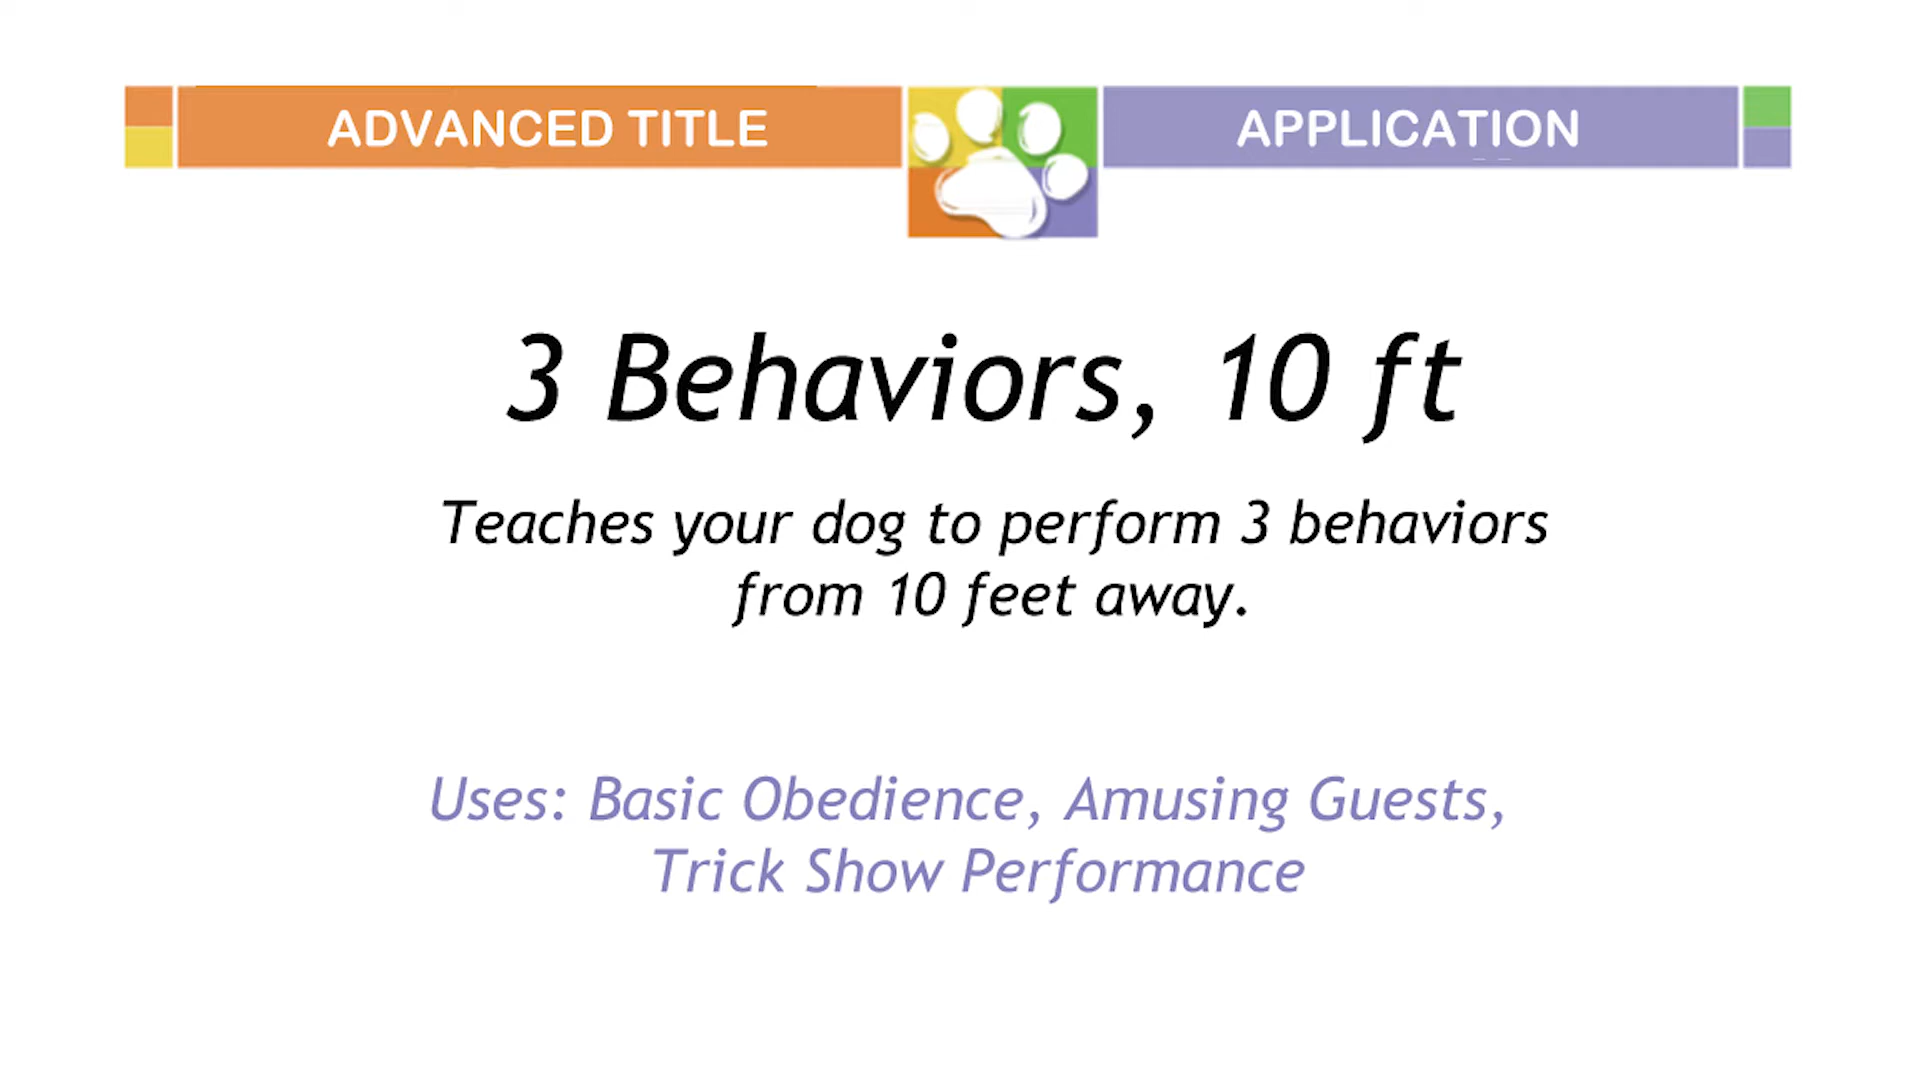 ADVANCED TITLE
APPLICATION
3 Behaviors, 10 ft
Teaches your dog to perform 3 behaviors
from 10 feet away.
Uses: Basic Obedience, Amusing Guests,
Trick Show Performance